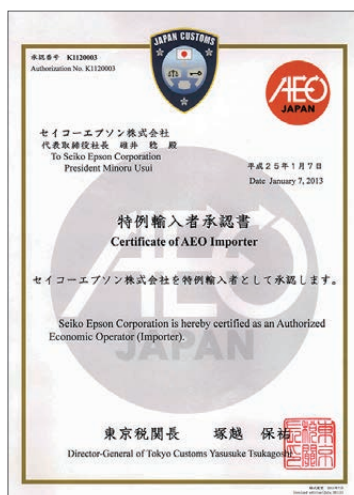 JAPAN CUSTOMS
承認番号 K1120003
Authorization No. K1120003
AEO
JAPAN
セイコーエプソン株式会社
代表取締役社長 碓井 稔 殿
To Seiko Epson Corporation
President Minoru Usui
平成25年1月7日
Date January 7, 2013
特例輸入者承認書
Certificate of AEO Importer
セイコーエプソン株式会社を特例輸入者として承認します。
Seiko Epson Corporation is hereby certified as an Authorized
Economic Operator (Importer).
AEO
JAPAN
東京税関長 塚越 保祐
Director-General of Tokyo Customs Yasusuke Tsukagoshi